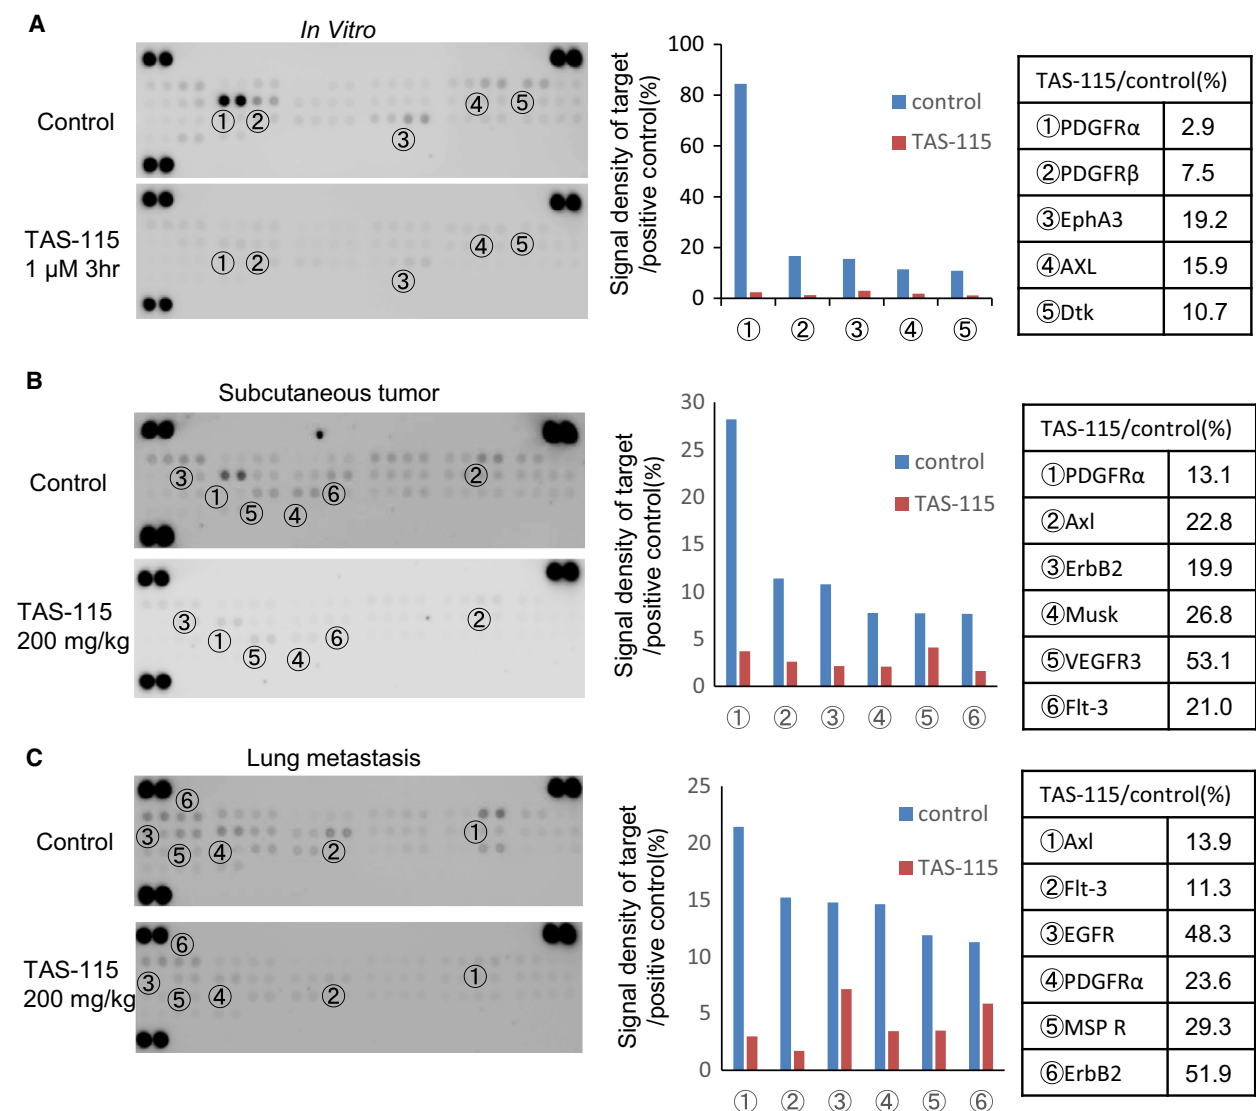 A
In Vitro
Control
① ② ③ ④ ⑤
TAS-115
1 µM 3hr
① ② ③ ④ ⑤
Signal density of target
/positive control(%)
100
80
60
40
20
0
control
TAS-115
① ② ③ ④ ⑤
TAS-115/control(%)
①PDGFRα 2.9
②PDGFRβ 7.5
③EphA3 19.2
④AXL 15.9
⑤Dtk 10.7
B
Subcutaneous tumor
Control
③ ① ⑤ ④ ⑥ ②
TAS-115
200 mg/kg
③ ① ⑤ ④ ⑥ ②
Signal density of target
/positive control(%)
30
25
20
15
10
5
0
control
TAS-115
① ② ③ ④ ⑤ ⑥
TAS-115/control(%)
①PDGFRα 13.1
②Axl 22.8
③ErbB2 19.9
④Musk 26.8
⑤VEGFR3 53.1
⑥Flt-3 21.0
C
Lung metastasis
Control
⑥ ③ ⑤ ④ ② ①
TAS-115
200 mg/kg
⑥ ③ ⑤ ④ ② ①
Signal density of target
/positive control(%)
25
20
15
10
5
0
control
TAS-115
① ② ③ ④ ⑤ ⑥
TAS-115/control(%)
①Axl 13.9
②Flt-3 11.3
③EGFR 48.3
④PDGFRα 23.6
⑤MSP R 29.3
⑥ErbB2 51.9